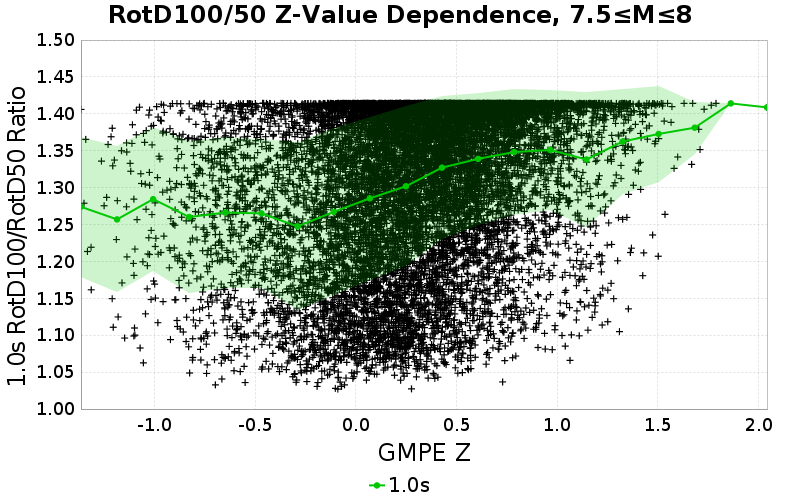 RotD100/50 Z-Value Dependence, 7.5≤M≤8
1.0s RotD100/RotD50 Ratio
1.50
1.45
1.40
1.35
1.30
1.25
1.20
1.15
1.10
1.05
1.00
-1.0 -0.5 0.0 0.5 1.0 1.5 2.0
GMPE Z
1.0s